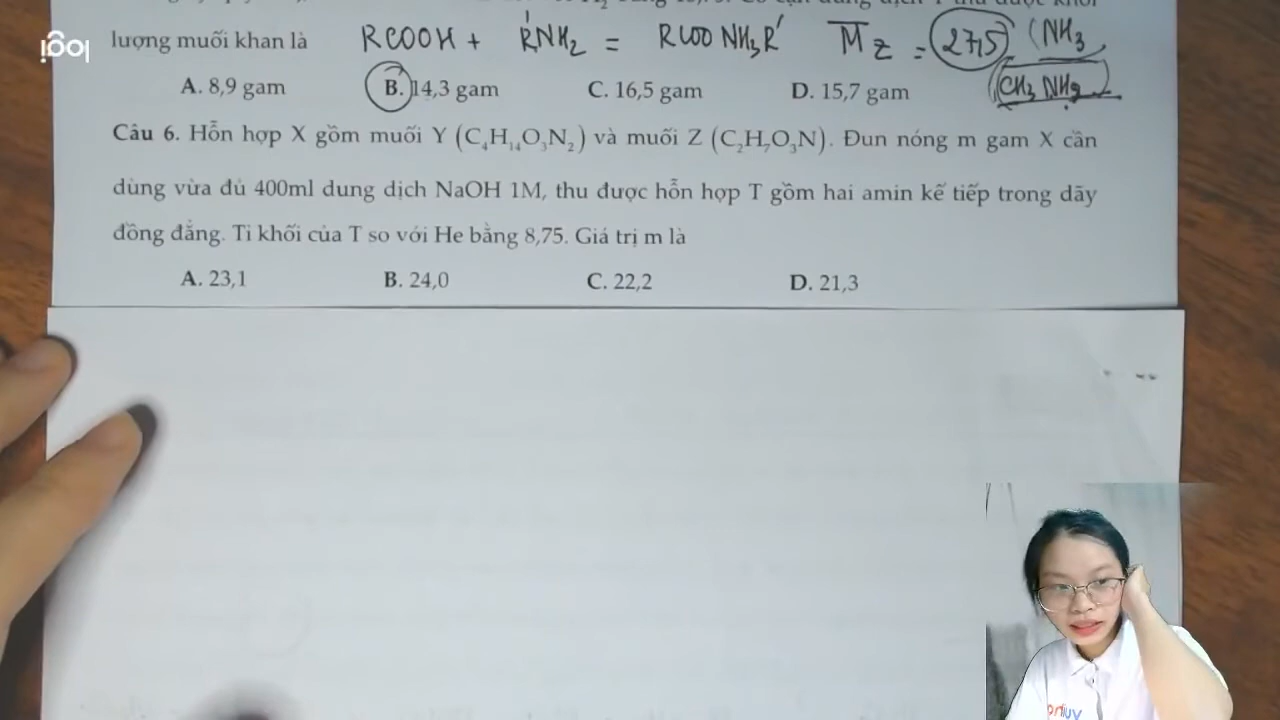 lượng muối khan là RCOOH + R'NH₂ = RCOO NH₃R' M̅_Z = 27,5 (NH₃
A. 8,9 gam B. 14,3 gam C. 16,5 gam D. 15,7 gam CH₃NH₂
Câu 6. Hỗn hợp X gồm muối Y (C₄H₁₄O₃N₂) và muối Z (C₂H₇O₃N). Đun nóng m gam X cần
dùng vừa đủ 400ml dung dịch NaOH 1M, thu được hỗn hợp T gồm hai amin kế tiếp trong dãy
đồng đẳng. Tỉ khối của T so với He bằng 8,75. Giá trị m là
A. 23,1 B. 24,0 C. 22,2 D. 21,3
logi